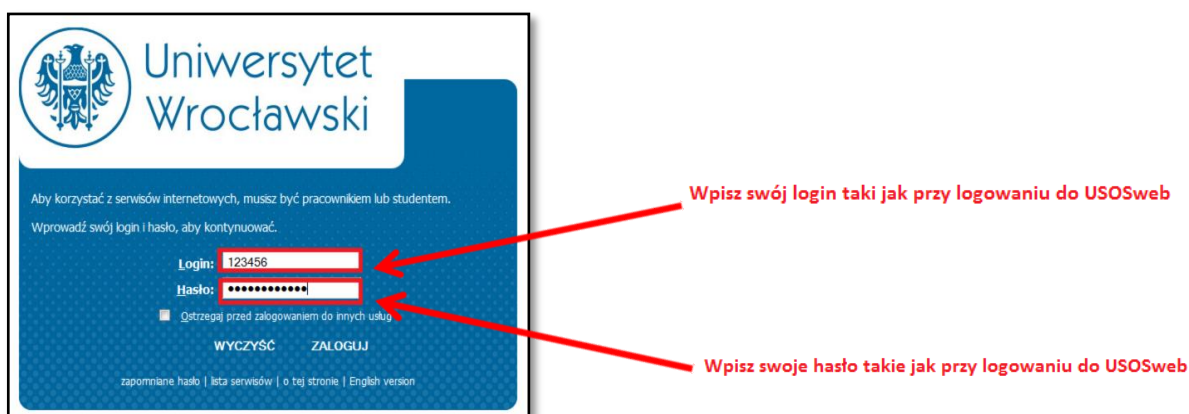 Uniwersytet
Wrocławski
Aby korzystać z serwisów internetowych, musisz być pracownikiem lub studentem.
Wprowadź swój login i hasło, aby kontynuować.
Login: 123456
Hasło: ••••••••••••
Ostrzegaj przed zalogowaniem do innych usług
WYCZYŚĆ ZALOGUJ
zapomniane hasło | lista serwisów | o tej stronie | English version
Wpisz swój login taki jak przy logowaniu do USOSweb
Wpisz swoje hasło takie jak przy logowaniu do USOSweb